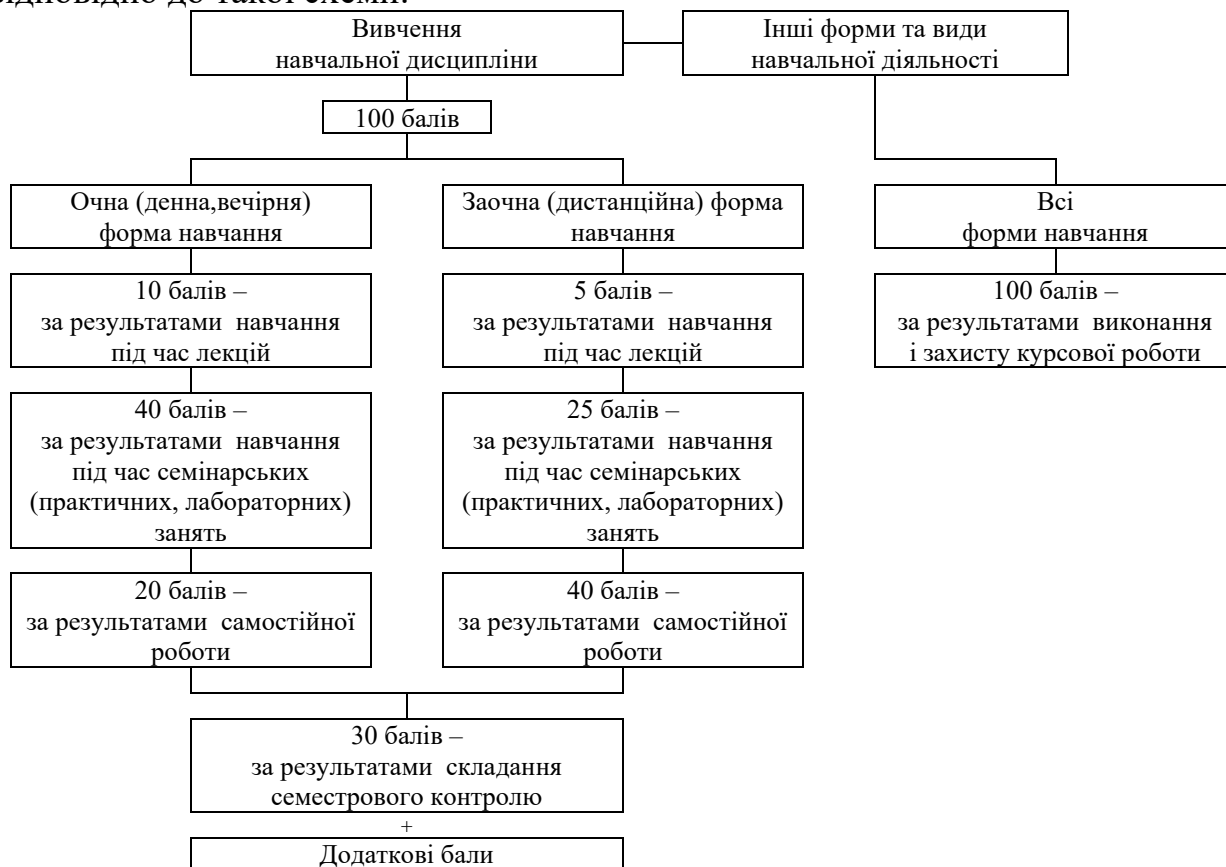 відповідно до такої схеми:
Вивчення
навчальної дисципліни
Інші форми та види
навчальної діяльності
100 балів
Очна (денна,вечірня)
форма навчання
Заочна (дистанційна) форма
навчання
Всі
форми навчання
10 балів –
за результатами навчання
під час лекцій
5 балів –
за результатами навчання
під час лекцій
100 балів –
за результатами виконання
і захисту курсової роботи
40 балів –
за результатами навчання
під час семінарських
(практичних, лабораторних)
занять
25 балів –
за результатами навчання
під час семінарських
(практичних, лабораторних)
занять
20 балів –
за результатами самостійної
роботи
40 балів –
за результатами самостійної
роботи
30 балів –
за результатами складання
семестрового контролю
+
Додаткові бали